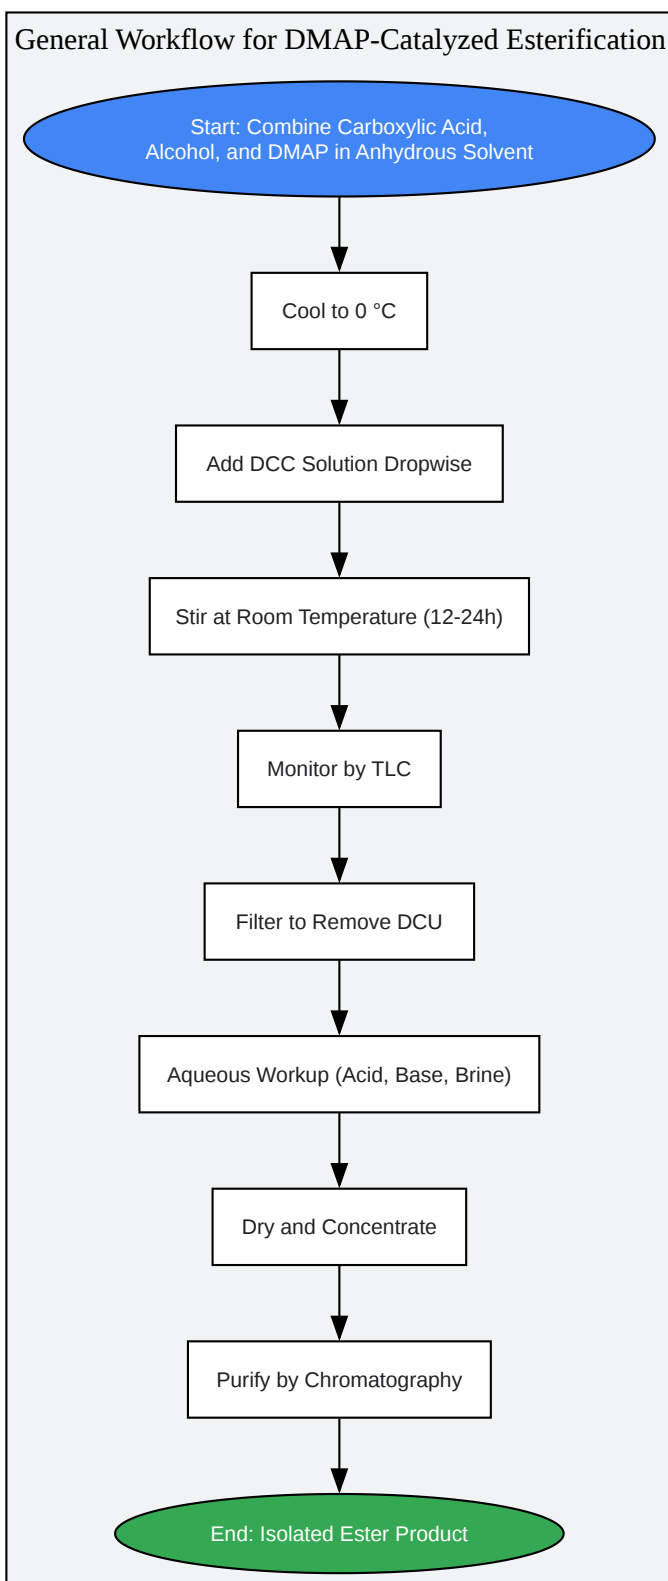 General Workflow for DMAP-Catalyzed Esterification
Start: Combine Carboxylic Acid,
Alcohol, and DMAP in Anhydrous Solvent
Cool to 0 °C
Add DCC Solution Dropwise
Stir at Room Temperature (12-24h)
Monitor by TLC
Filter to Remove DCU
Aqueous Workup (Acid, Base, Brine)
Dry and Concentrate
Purify by Chromatography
End: Isolated Ester Product